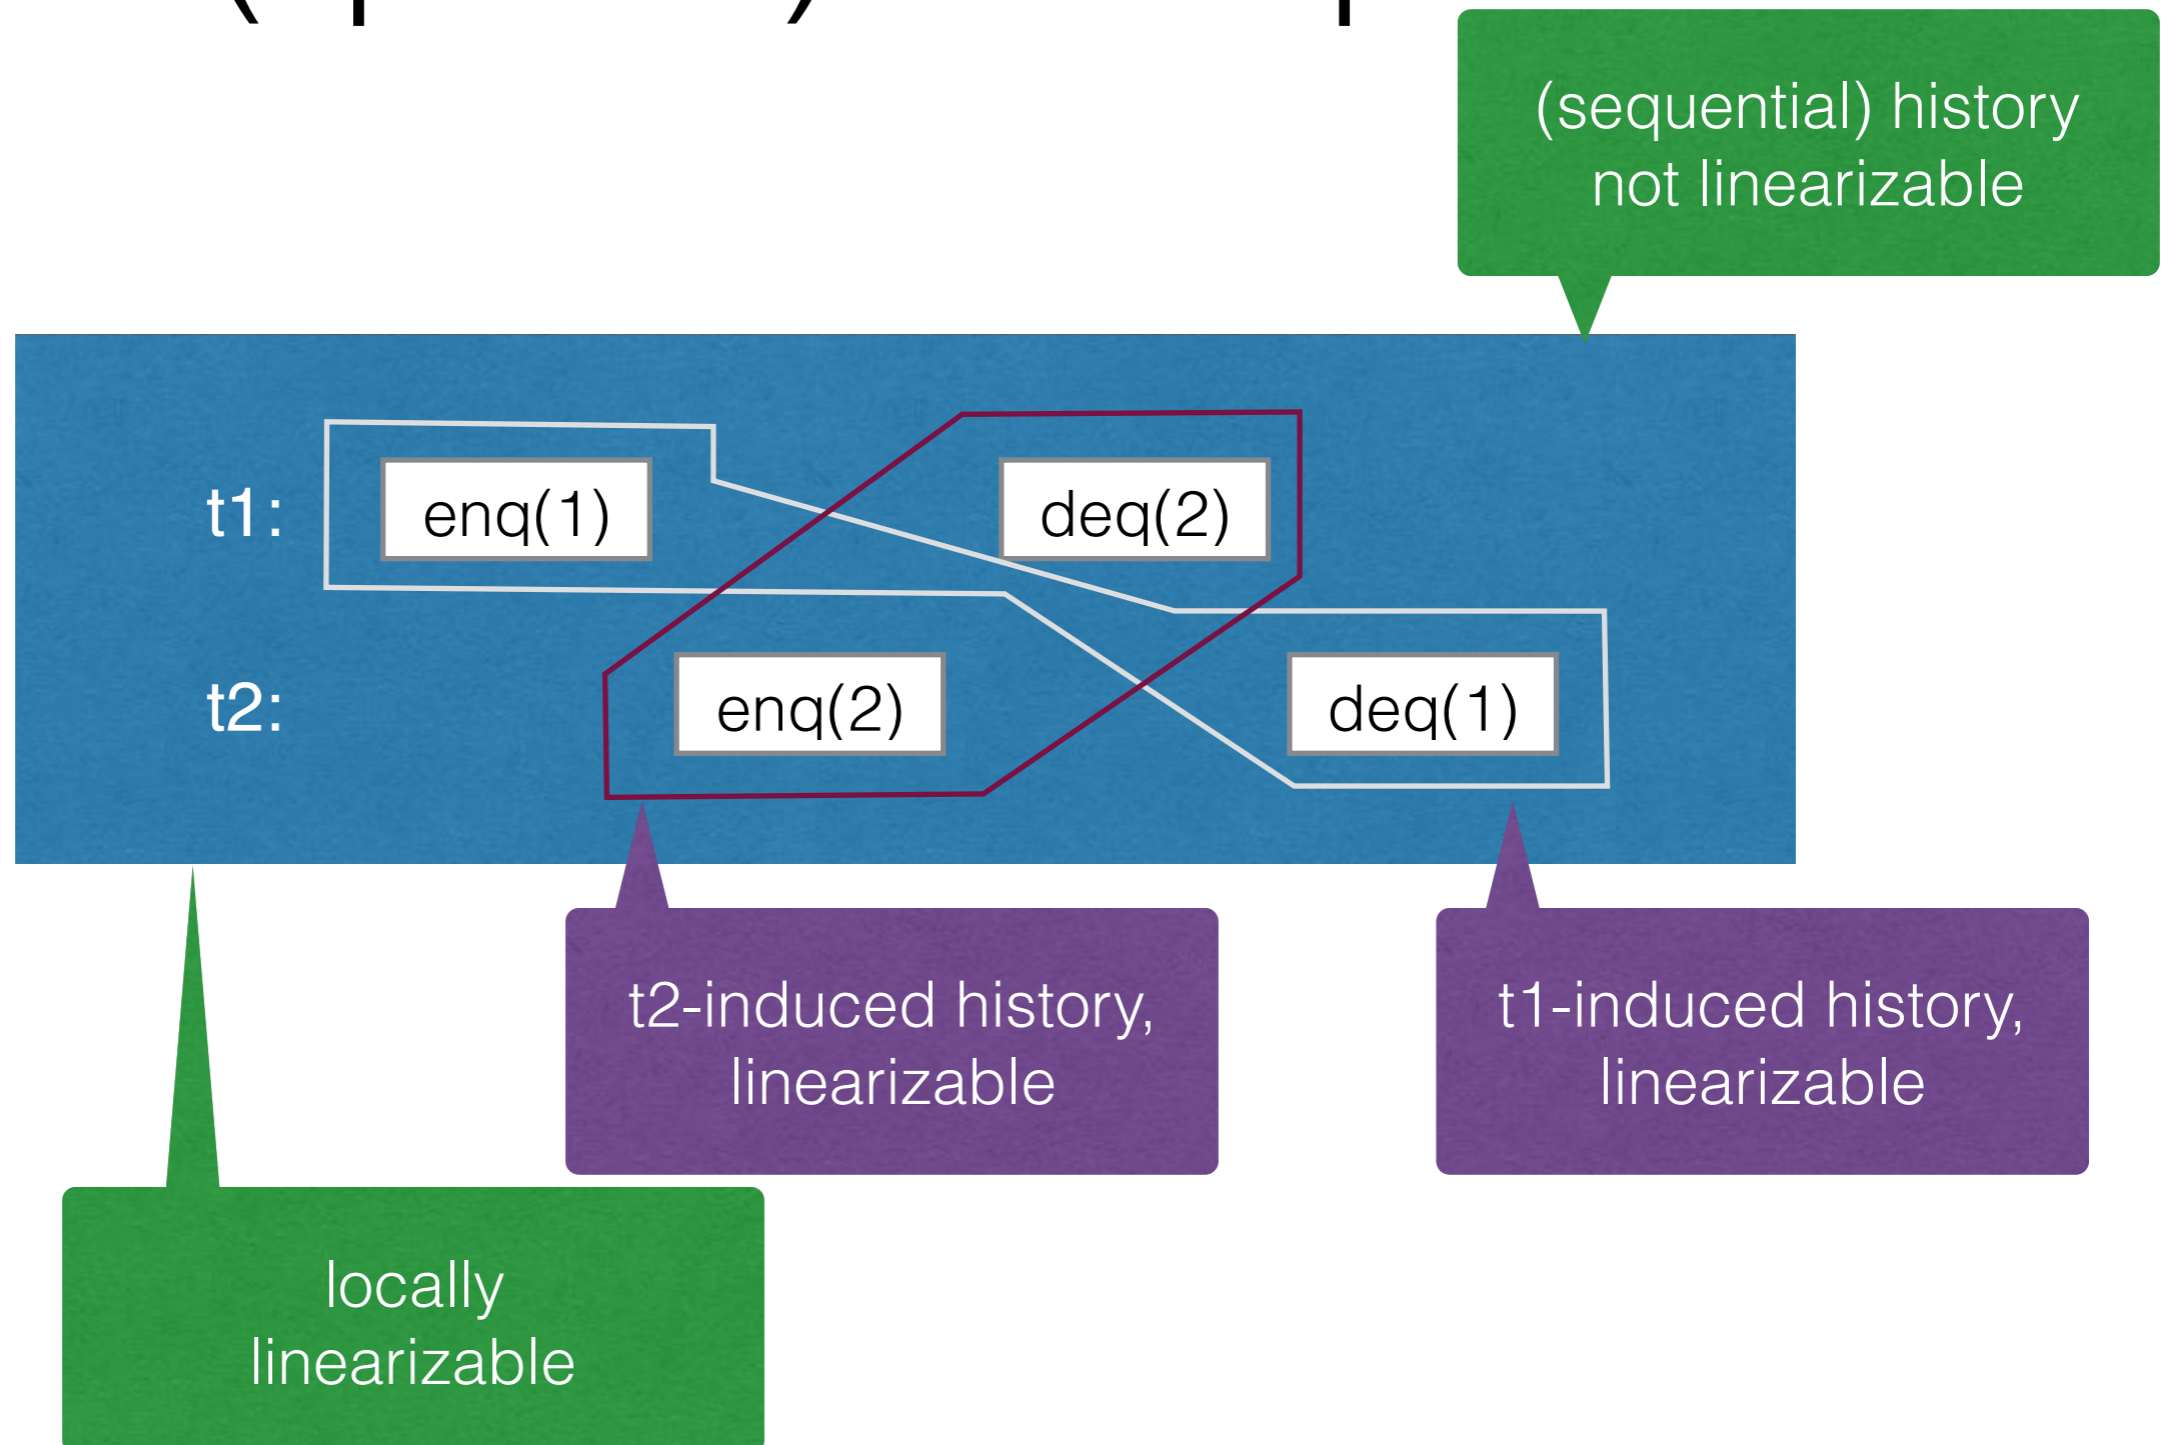 (sequential) history
not linearizable
t1: enq(1) deq(2)
t2: enq(2) deq(1)
t2-induced history,
linearizable
t1-induced history,
linearizable
locally
linearizable